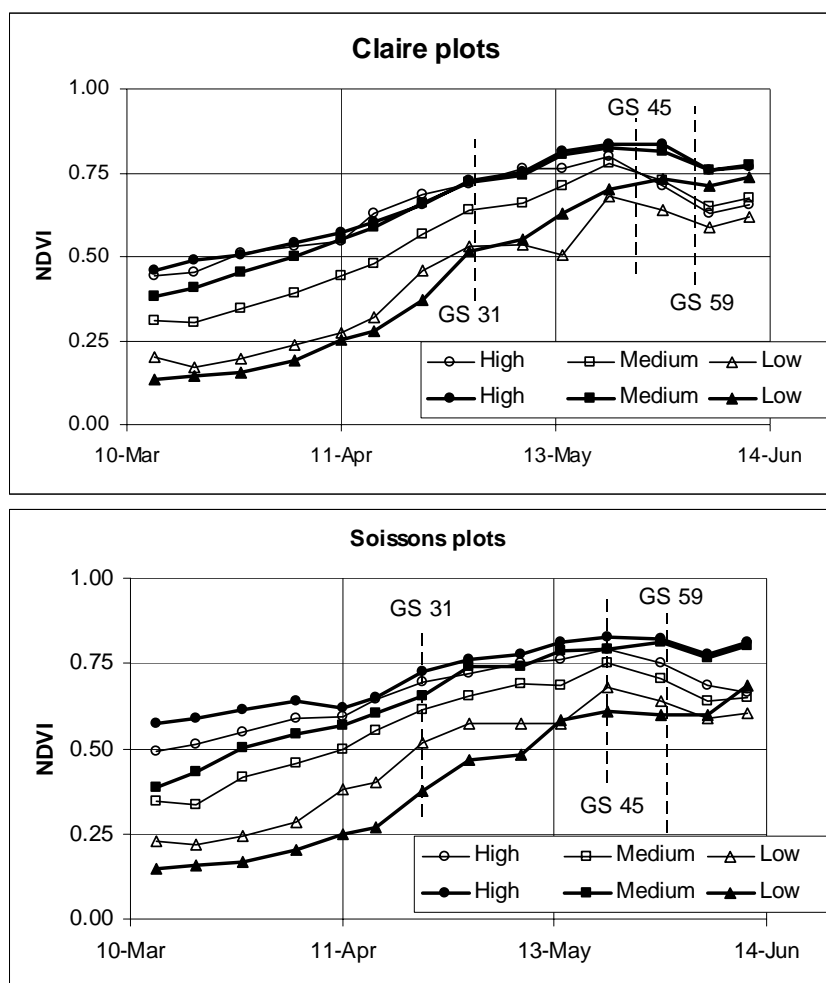 Claire plots
1.00
0.75
0.50
0.25
0.00
NDVI
GS 45
GS 31
GS 59
High Medium Low
High Medium Low
10-Mar 11-Apr 13-May 14-Jun
Soissons plots
1.00
0.75
0.50
0.25
0.00
NDVI
GS 31
GS 59
GS 45
High Medium Low
High Medium Low
10-Mar 11-Apr 13-May 14-Jun